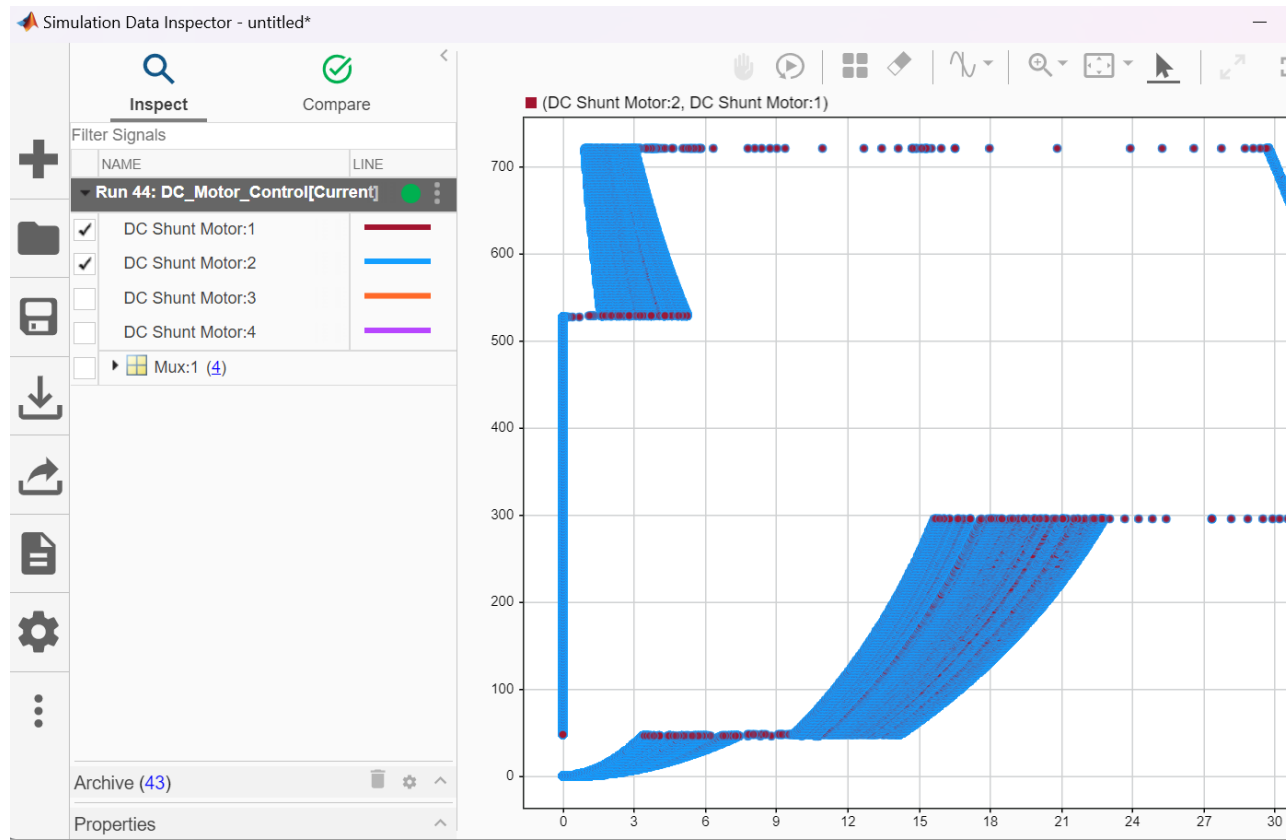 Simulation Data Inspector - untitled*
Inspect
Compare
Filter Signals
NAME
LINE
Run 44: DC_Motor_Control[Current]
DC Shunt Motor:1
DC Shunt Motor:2
DC Shunt Motor:3
DC Shunt Motor:4
Mux:1 (4)
Archive (43)
Properties
(DC Shunt Motor:2, DC Shunt Motor:1)
700
600
500
400
300
200
100
0
0 3 6 9 12 15 18 21 24 27 30